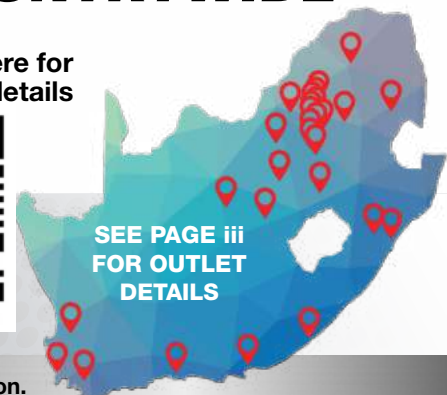 ere for
details
SEE PAGE iii
FOR OUTLET
DETAILS
on.